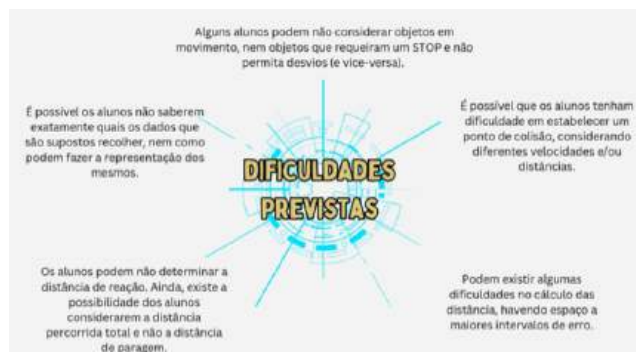 Alguns alunos podem não considerar objetos em
movimento, nem objetos que requeiram um STOP e não
permita desvios (e vice-versa).
É possível os alunos não saberem
exatamente quais os dados que
são supostos recolher, nem como
podem fazer a representação dos
mesmos.
É possível que os alunos tenham
dificuldade em estabelecer um
ponto de colisão, considerando
diferentes velocidades e/ou
distâncias.
DIFICULDADES
PREVISTAS
Os alunos podem não determinar a
distância de reação. Ainda, existe a
possibilidade dos alunos
considerarem a distância
percorrida total e não a distância
de paragem.
Podem existir algumas
dificuldades no cálculo das
distância, havendo espaço a
maiores intervalos de erro.